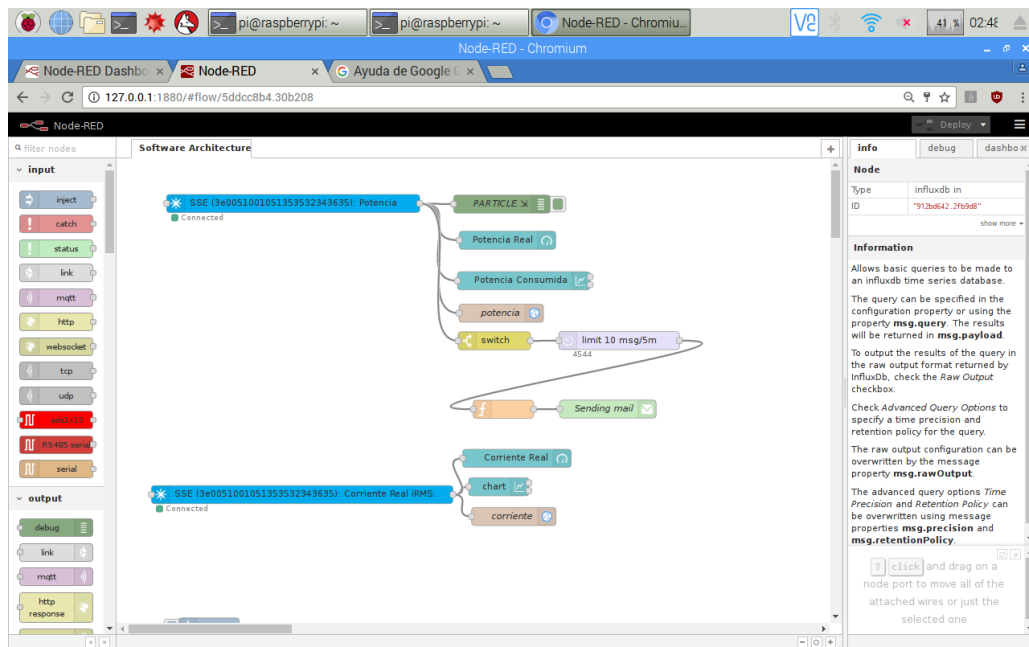 pi@raspberrypi: ~
pi@raspberrypi: ~
Node-RED - Chromiu...
41 %
02:48
Node-RED - Chromium
Node-RED Dashbo
Node-RED
Ayuda de Google C
127.0.0.1:1880/#flow/5ddcc8b4.30b208
Node-RED
Deploy
filter nodes
input
inject
catch
status
link
mqtt
http
websocket
tcp
udp
ads1x15
RS485 serial
serial
output
debug
link
mqtt
http
response
Software Architecture
SSE (3e0051001051353532343635): Potencia
Connected
PARTICLE
Potencia Real
Potencia Consumida
potencia
switch
limit 10 msg/5m
4544
f
Sending mail
SSE (3e0051001051353532343635): Corriente Real iRMS:
Connected
Corriente Real
chart
corriente
info
debug
dashbo
Node
Type influxdb in
ID "912bd642.2fb9d8"
show more
Information
Allows basic queries to be made to
an influxdb time series database.
The query can be specified in the
configuration property or using the
property msg.query. The results
will be returned in msg.payload.
To output the results of the query in
the raw output format returned by
InfluxDb, check the Raw Output
checkbox.
Check Advanced Query Options to
specify a time precision and
retention policy for the query.
The raw output configuration can be
overwritten by the message
property msg.rawOutput.
The advanced query options Time
Precision and Retention Policy can
be overwritten using message
properties msg.precision and
msg.retentionPolicy.
click and drag on a
node port to move all of the
attached wires or just the
selected one